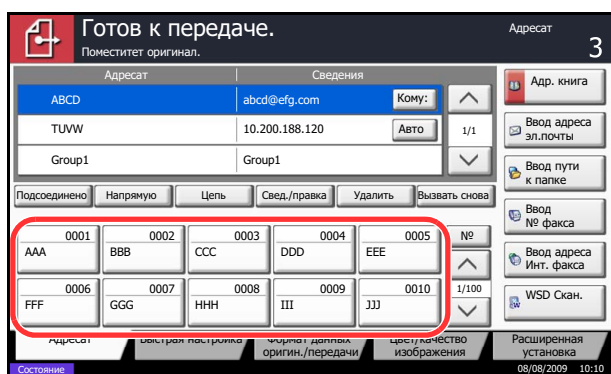 Готов к передаче.
Поместитет оригинал.
Адресат
3
Адресат
Сведения
ABCD
abcd@efg.com
Кому:
TUVW
10.200.188.120
Авто
1/1
Group1
Group1
Подсоединено
Напрямую
Цепь
Свед./правка
Удалить
Вызвать снова
0001
AAA
0002
BBB
0003
CCC
0004
DDD
0005
EEE
0006
FFF
0007
GGG
0008
HHH
0009
III
0010
JJJ
№
1/100
Адр. книга
Ввод адреса
эл.почты
Ввод пути
к папке
Ввод
№ факса
Ввод адреса
Инт. факса
WSD Скан.
Адресат
Быстрая настройка
Формат данных
оригин./передачи
Цвет/качество
изображения
Расширенная
установка
Состояние
08/08/2009 10:10